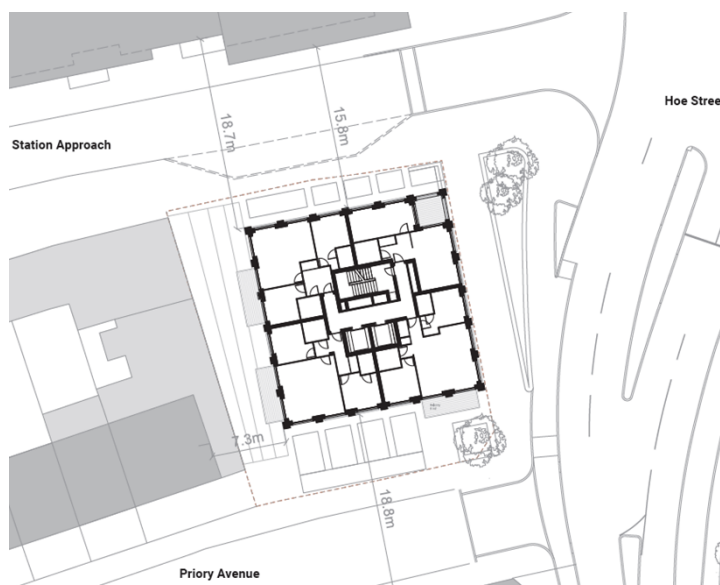 Hoe Stree
18.7m
15.8m
Station Approach
7.3m
18.8m
Priory Avenue